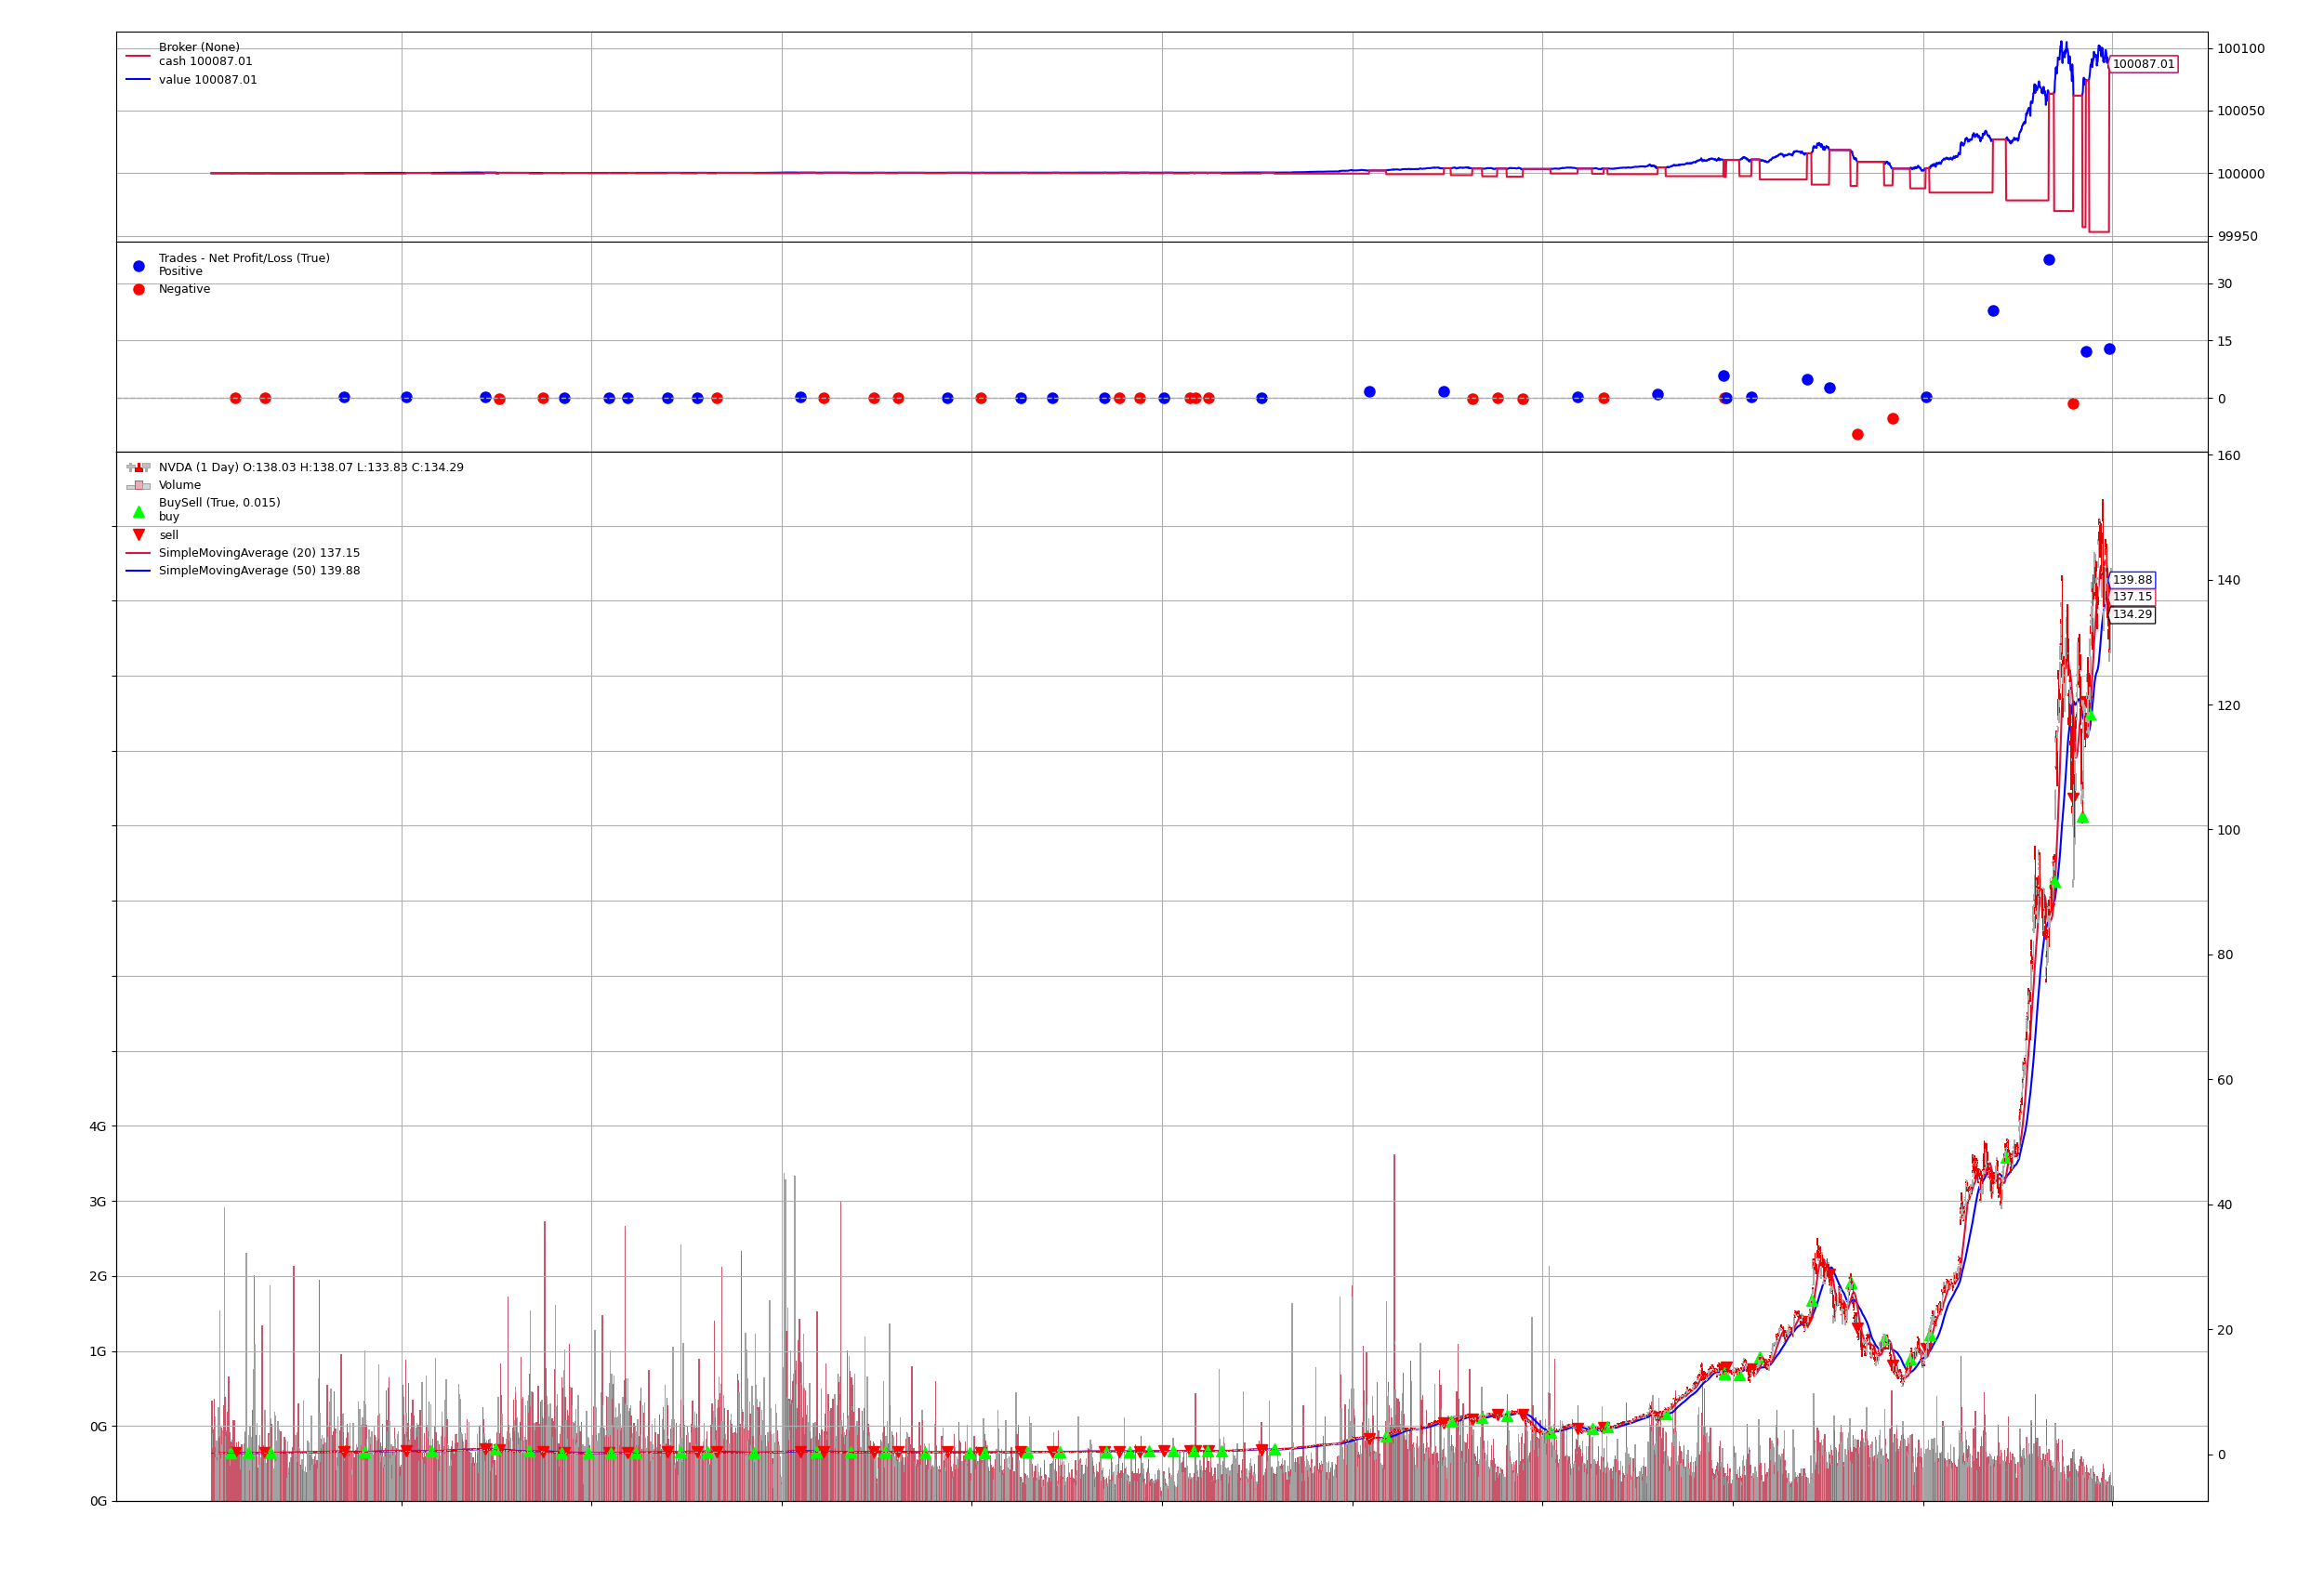 Broker (None)
cash 100087.01
value 100087.01
100100
100087.01
100050
100000
99950
Trades - Net Profit/Loss (True)
Positive
Negative
30
15
0
NVDA (1 Day) O:138.03 H:138.07 L:133.83 C:134.29
Volume
BuySell (True, 0.015)
buy
sell
SimpleMovingAverage (20) 137.15
SimpleMovingAverage (50) 139.88
160
139.88
140
137.15
134.29
120
100
80
60
4G
3G
40
2G
20
1G
0G
0
0G